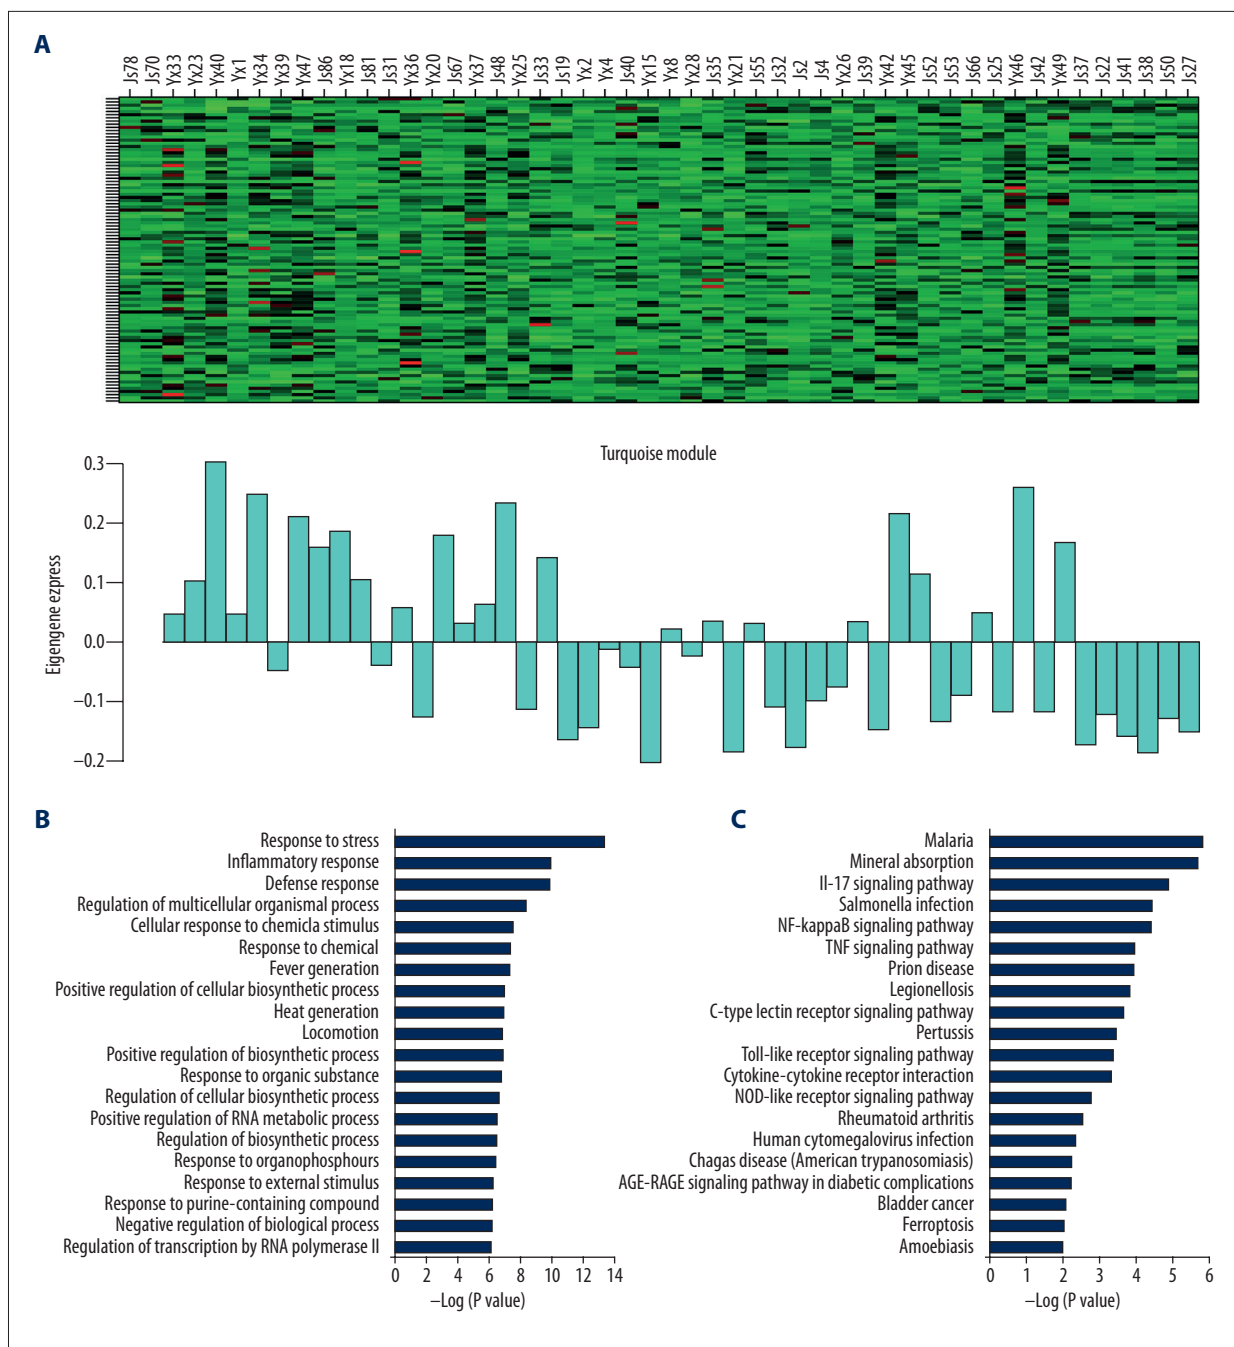 A
Js78 Js70 Yx33 Yx23 Yx40 Yx1 Yx34 Yx39 Yx47 Js86 Yx18 Js81 Js31 Yx36 Yx20 Js67 Yx37 Js48 Yx25 Js33 Js19 Yx2 Yx4 Js40 Yx15 Yx8 Yx28 Js35 Yx21 Js55 Js32 Js2 Js4 Yx26 Js39 Yx42 Yx45 Js52 Js53 Js66 Js25 Yx46 Js42 Yx49 Js37 Js22 Js41 Js38 Js50 Js27
Turquoise module
Eigengene ezpress
0.3
0.2
0.1
0.0
−0.1
−0.2
B
Response to stress
Inflammatory response
Defense response
Regulation of multicellular organismal process
Cellular response to chemicla stimulus
Response to chemical
Fever generation
Positive regulation of cellular biosynthetic process
Heat generation
Locomotion
Positive regulation of biosynthetic process
Response to organic substance
Regulation of cellular biosynthetic process
Positive regulation of RNA metabolic process
Regulation of biosynthetic process
Response to organophosphours
Response to external stimulus
Response to purine-containing compound
Negative regulation of biological process
Regulation of transcription by RNA polymerase II
0 2 4 6 8 10 12 14
−Log (P value)
C
Malaria
Mineral absorption
Il-17 signaling pathway
Salmonella infection
NF-kappaB signaling pathway
TNF signaling pathway
Prion disease
Legionellosis
C-type lectin receptor signaling pathway
Pertussis
Toll-like receptor signaling pathway
Cytokine-cytokine receptor interaction
NOD-like receptor signaling pathway
Rheumatoid arthritis
Human cytomegalovirus infection
Chagas disease (American trypanosomiasis)
AGE-RAGE signaling pathway in diabetic complications
Bladder cancer
Ferroptosis
Amoebiasis
0 1 2 3 4 5 6
−Log (P value)